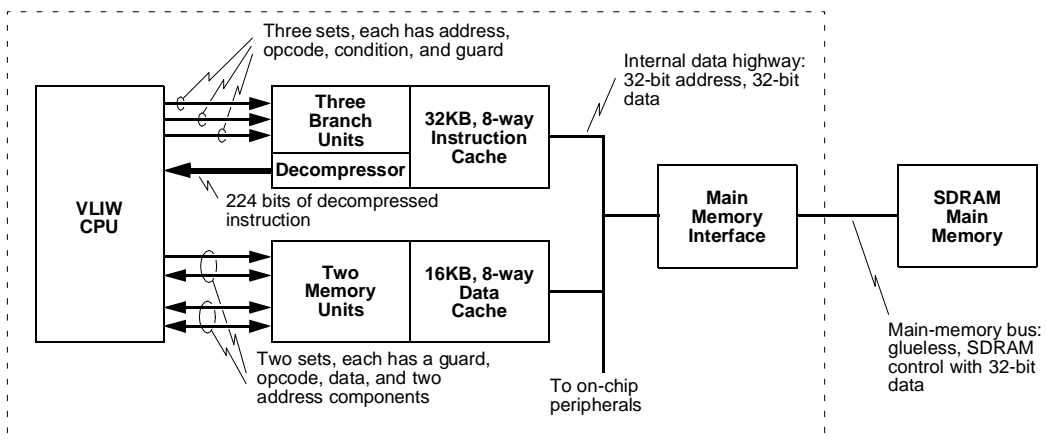 Three sets, each has address,
opcode, condition, and guard
Internal data highway:
32-bit address, 32-bit
data
VLIW
CPU
Three
Branch
Units
Decompressor
32KB, 8-way
Instruction
Cache
224 bits of decompressed
instruction
Main
Memory
Interface
SDRAM
Main
Memory
Two
Memory
Units
16KB, 8-way
Data
Cache
Two sets, each has a guard,
opcode, data, and two
address components
To on-chip
peripherals
Main-memory bus:
glueless, SDRAM
control with 32-bit
data